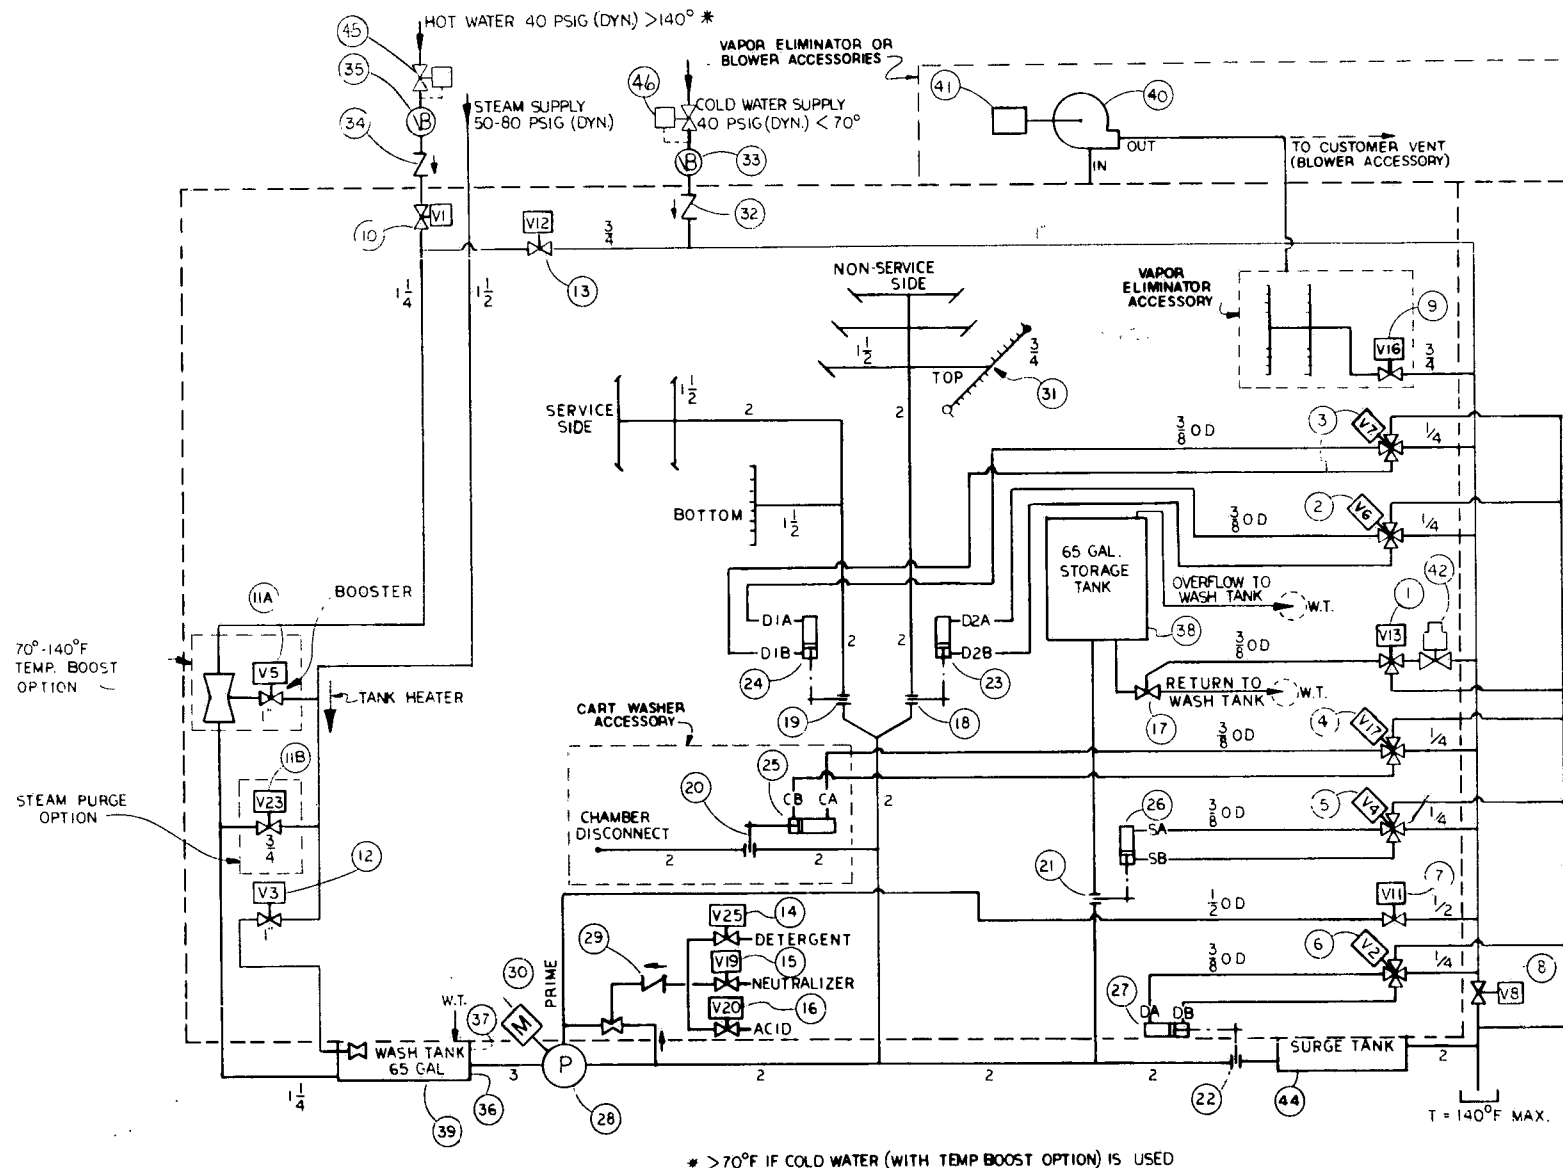 HOT WATER 40 PSIG (DYN.) >140° *
45
35
34
STEAM SUPPLY
50-80 PSIG (DYN)
VB
V1
10
V12
13
3/4
1 1/4
1 1/2
VAPOR ELIMINATOR OR
BLOWER ACCESSORIES
46
COLD WATER SUPPLY
40 PSIG (DYN.) < 70°
VB
33
32
1"
41
40
OUT
IN
TO CUSTOMER VENT
(BLOWER ACCESSORY)
NON-SERVICE
SIDE
1 1/2
TOP
3/4
31
2
VAPOR
ELIMINATOR
ACCESSORY
9
V16
3/4
SERVICE
SIDE
1 1/2
2
BOTTOM
1 1/2
3/8 OD
3
V7
1/4
3/8 OD
2
V6
1/4
65 GAL.
STORAGE
TANK
38
OVERFLOW TO
WASH TANK
W.T.
1
42
V13
3/8 OD
RETURN TO
WASH TANK
W.T.
17
11A
BOOSTER
70°-140°F
TEMP. BOOST
OPTION
V5
1"
TANK HEATER
D1A
D1B
24
2
2
D2A
D2B
23
19
18
CART WASHER
ACCESSORY
4
V17
3/8 OD
1/4
11B
STEAM PURGE
OPTION
V23
3/4
12
V3
1"
25
20
CB
CA
CHAMBER
DISCONNECT
2
2
2
26
SA
SB
3/8 OD
5
V4
1/4
21
7
V11
1/2 OD
1/2
14
V25
DETERGENT
V19
15
NEUTRALIZER
V20
16
ACID
29
30
PRIME
M
6
V2
3/8 OD
1/4
27
DA
DB
8
V8
W.T.
37
WASH TANK
65 GAL
1 1/4
39
36
3
P
28
2
2
2
22
SURGE TANK
44
2
T = 140°F MAX.
* >70°F IF COLD WATER (WITH TEMP BOOST OPTION) IS USED